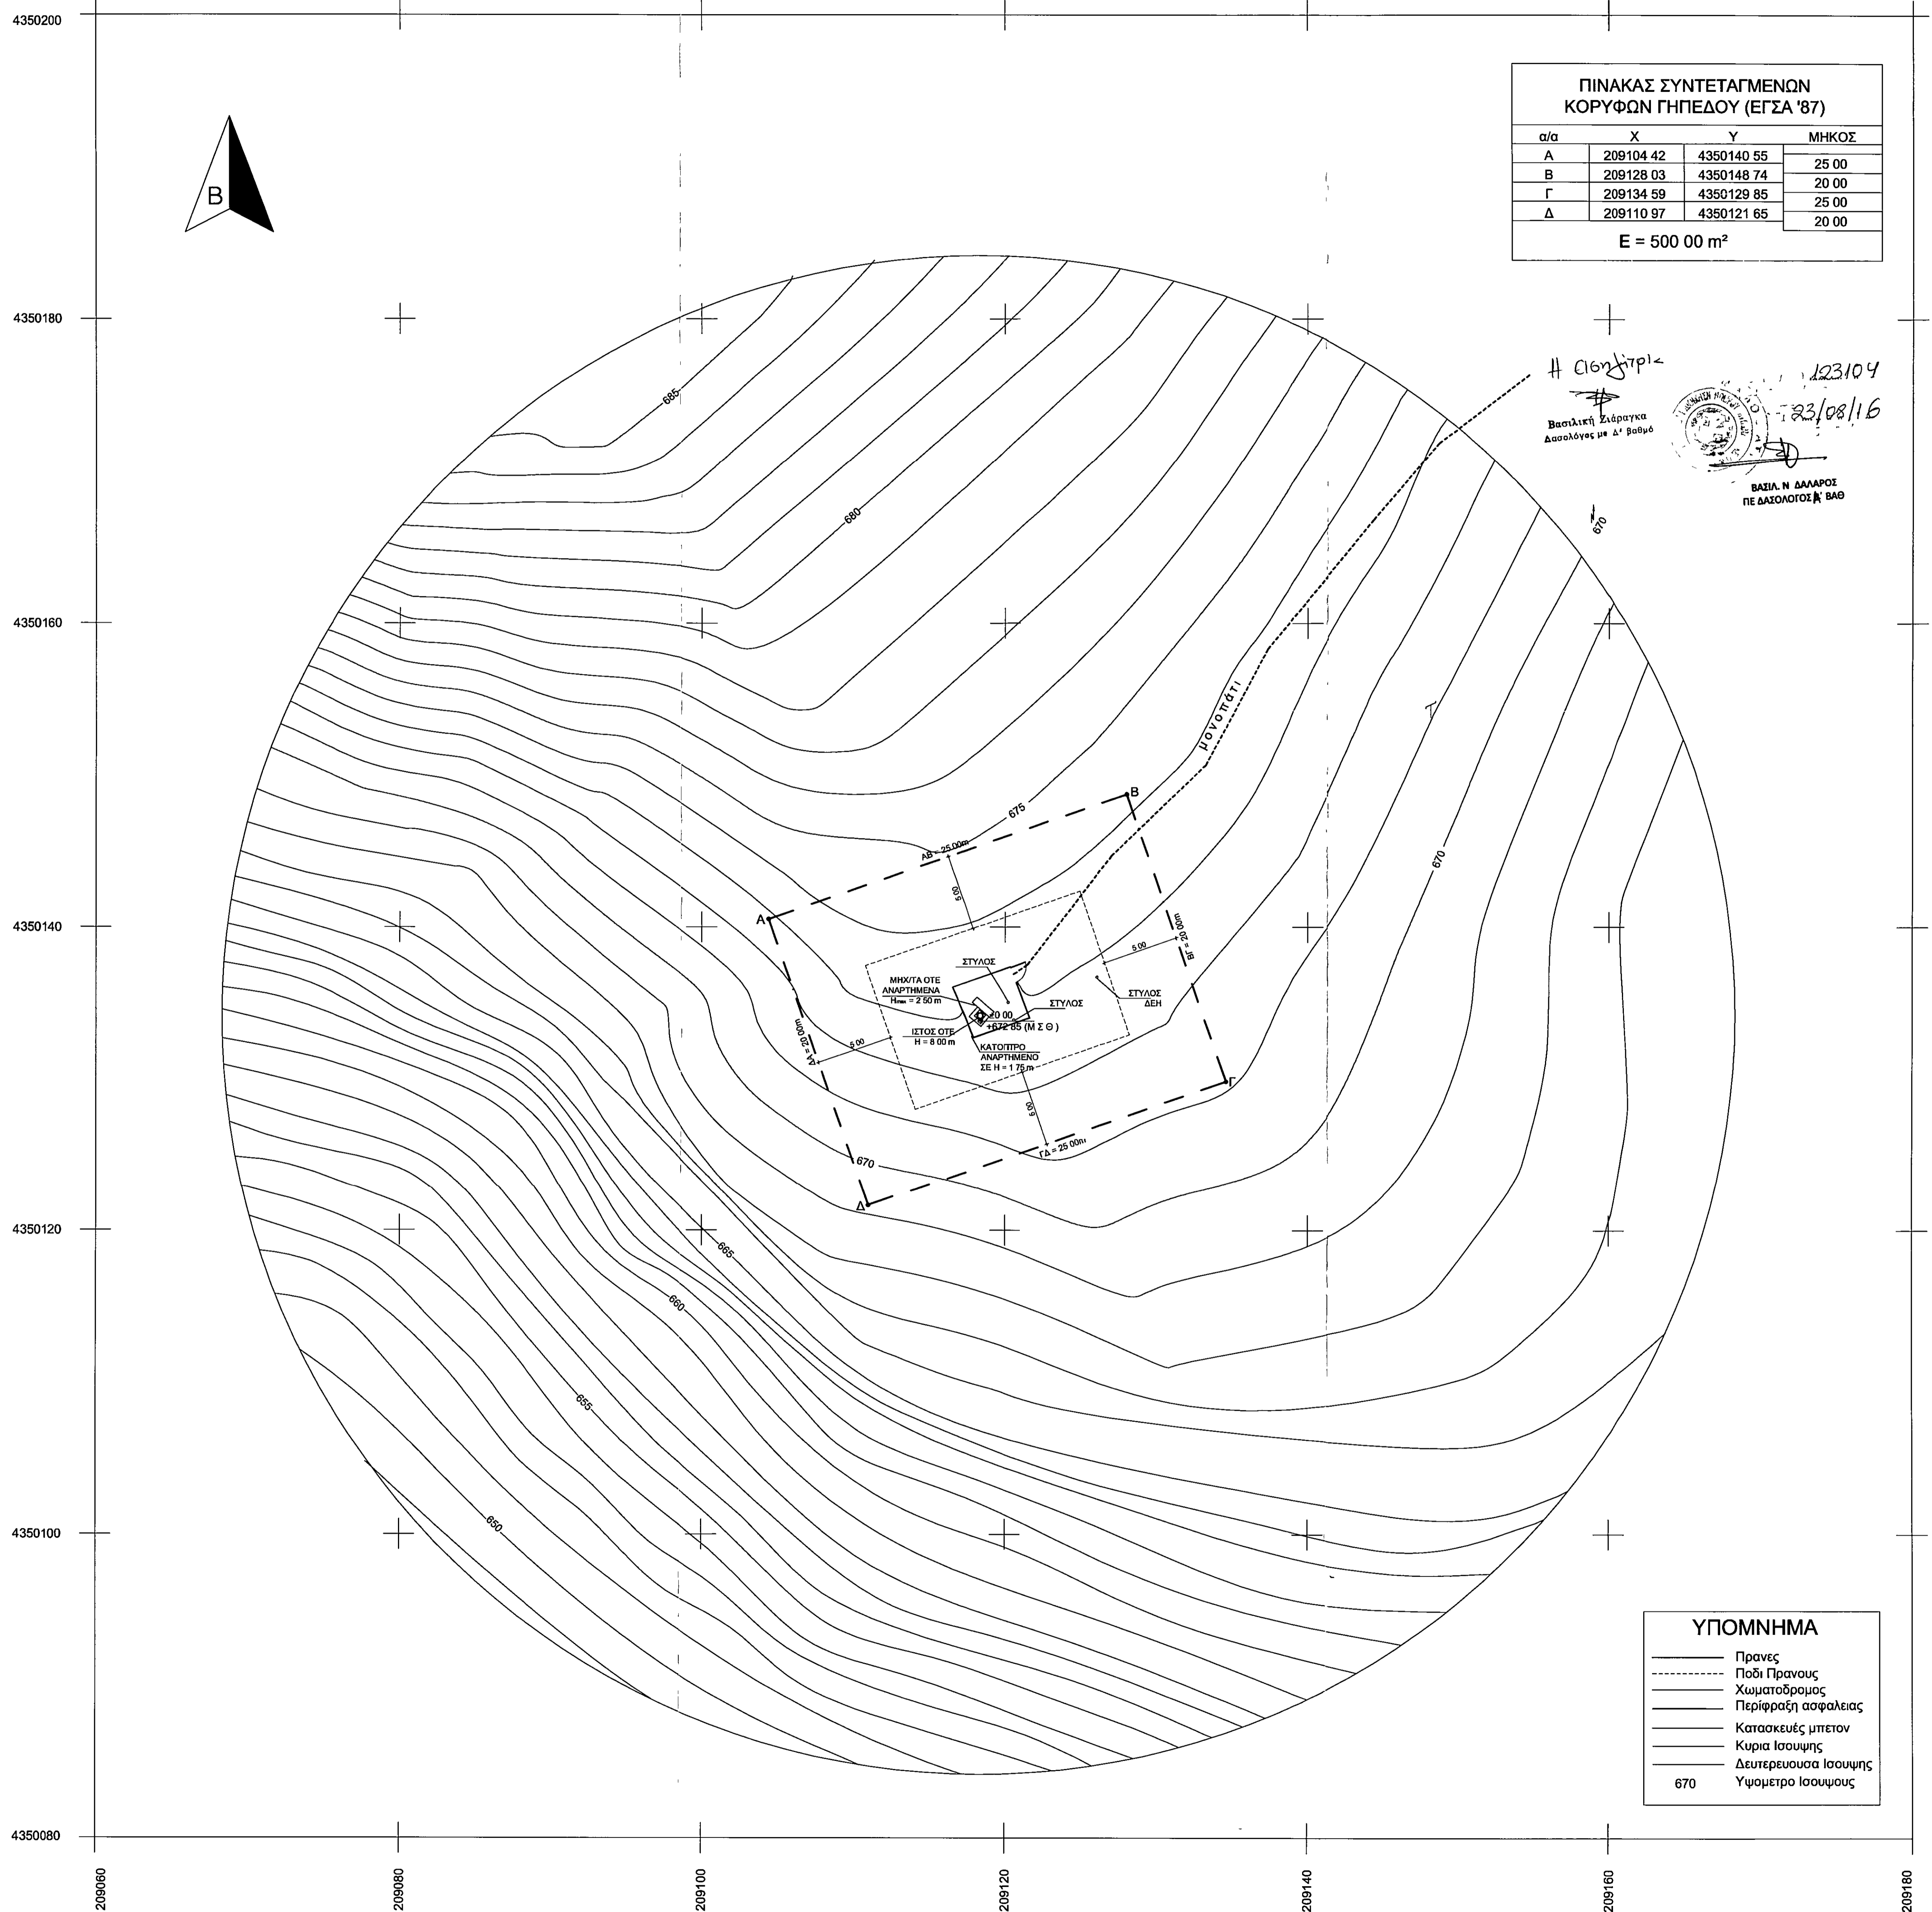 4350200
ΠΙΝΑΚΑΣ ΣΥΝΤΕΤΑΓΜΕΝΩΝ
ΚΟΡΥΦΩΝ ΓΗΠΕΔΟΥ (ΕΓΣΑ '87)
α/α Χ Υ ΜΗΚΟΣ
Α 209104 42 4350140 55
25 00
Β 209128 03 4350148 74
20 00
Γ 209134 59 4350129 85
25 00
Δ 209110 97 4350121 65
20 00
Ε = 500 00 m²
Β
4350180
Η Εισηγήτρια
Βασιλική Ζιάραγκα
Δασολόγος με Δ' βαθμό
123104
23/08/16
ΒΑΣΙΛ. Ν ΔΑΛΑΡΟΣ
ΠΕ ΔΑΣΟΛΟΓΟΣ Α' ΒΑΘ
685
680
670
4350160
μονοπάτι
Β
675
ΑΒ = 25 00m
670
5 00
Α
4350140
ΒΓ = 20 00m
5 00
ΣΤΥΛΟΣ
ΜΗΧ/ΤΑ ΟΤΕ
ΑΝΑΡΤΗΜΕΝΑ
Hmax = 2 50 m
ΣΤΥΛΟΣ
ΔΕΗ
ΣΤΥΛΟΣ
20 00
+672 85 (Μ Σ Θ )
ΙΣΤΟΣ ΟΤΕ
Η = 8 00 m
ΚΑΤΟΠΤΡΟ
ΑΝΑΡΤΗΜΕΝΟ
ΣΕ Η = 1 75 m
ΔΑ = 20 00m
5 00
Γ
5 00
ΓΔ = 25 00m
670
Δ
4350120
665
660
655
650
4350100
ΥΠΟΜΝΗΜΑ
Πρανες
Ποδι Πρανους
Χωματοδρομος
Περίφραξη ασφαλειας
Κατασκευές μπετον
Κυρια Ισουψης
Δευτερευουσα Ισουψης
670 Υψομετρο Ισουψους
4350080
209060 209080 209100 209120 209140 209160 209180